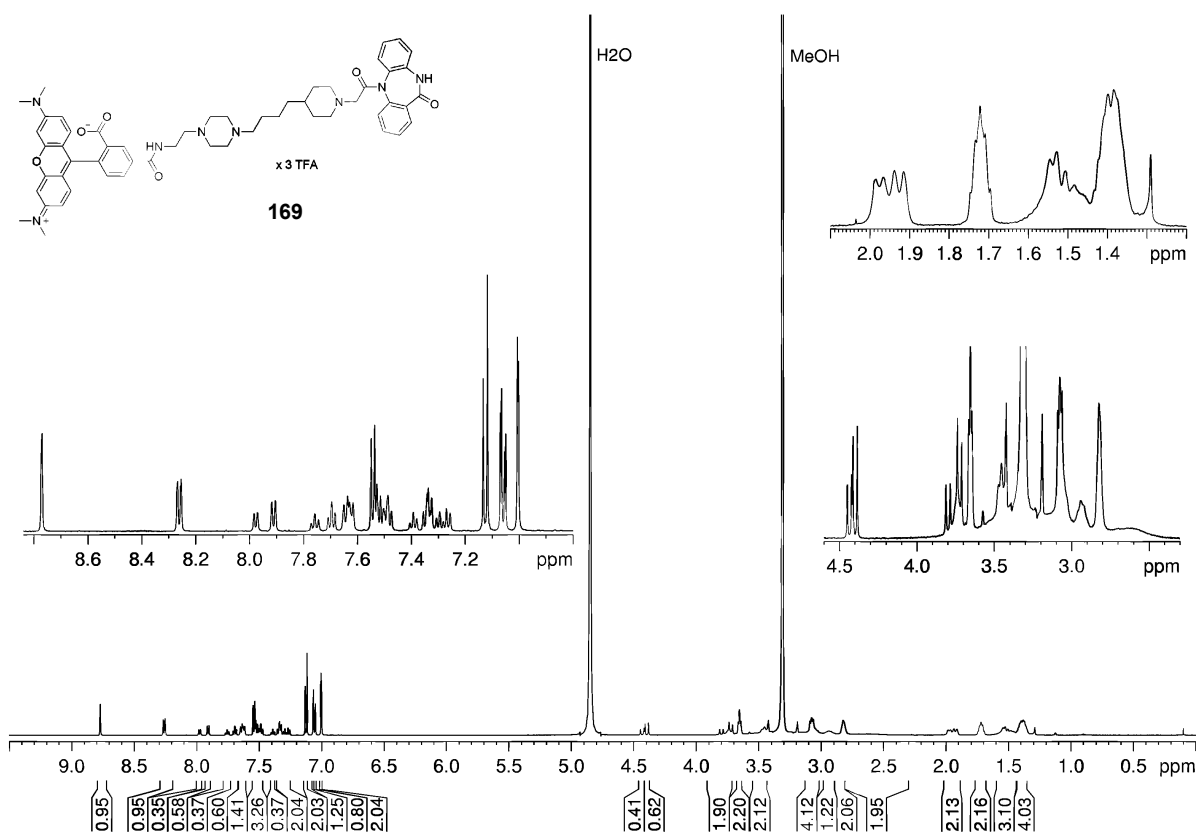 H2O
MeOH
N
O-
O
O
N+
HN
O
N
N
N
O
N
NH
O
x 3 TFA
169
2.0 1.9 1.8 1.7 1.6 1.5 1.4 ppm
8.6 8.4 8.2 8.0 7.8 7.6 7.4 7.2 ppm
4.5 4.0 3.5 3.0 ppm
9.0 8.5 8.0 7.5 7.0 6.5 6.0 5.5 5.0 4.5 4.0 3.5 3.0 2.5 2.0 1.5 1.0 0.5 ppm
0.95 0.95 0.35 0.58 0.37 0.60 1.41 3.26 0.37 2.04 2.03 1.25 0.80 2.04 0.41 0.62 1.90 2.20 2.12 4.12 1.22 2.06 1.95 2.13 2.16 3.10 4.03